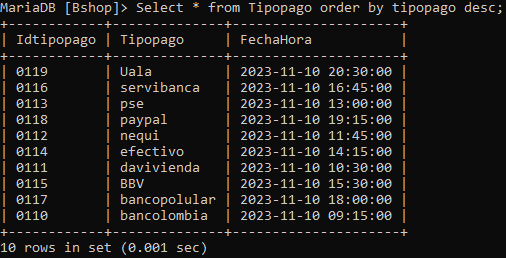 MariaDB [Bshop]> Select * from Tipopago order by tipopago desc;
+------------+-------------+---------------------+
| Idtipopago | Tipopago    | FechaHora           |
+------------+-------------+---------------------+
| 0119       | Uala        | 2023-11-10 20:30:00 |
| 0116       | servibanca  | 2023-11-10 16:45:00 |
| 0113       | pse         | 2023-11-10 13:00:00 |
| 0118       | paypal      | 2023-11-10 19:15:00 |
| 0112       | nequi       | 2023-11-10 11:45:00 |
| 0114       | efectivo    | 2023-11-10 14:15:00 |
| 0111       | davivienda  | 2023-11-10 10:30:00 |
| 0115       | BBV         | 2023-11-10 15:30:00 |
| 0117       | bancopolular | 2023-11-10 18:00:00 |
| 0110       | bancolombia | 2023-11-10 09:15:00 |
+------------+-------------+---------------------+
10 rows in set (0.001 sec)